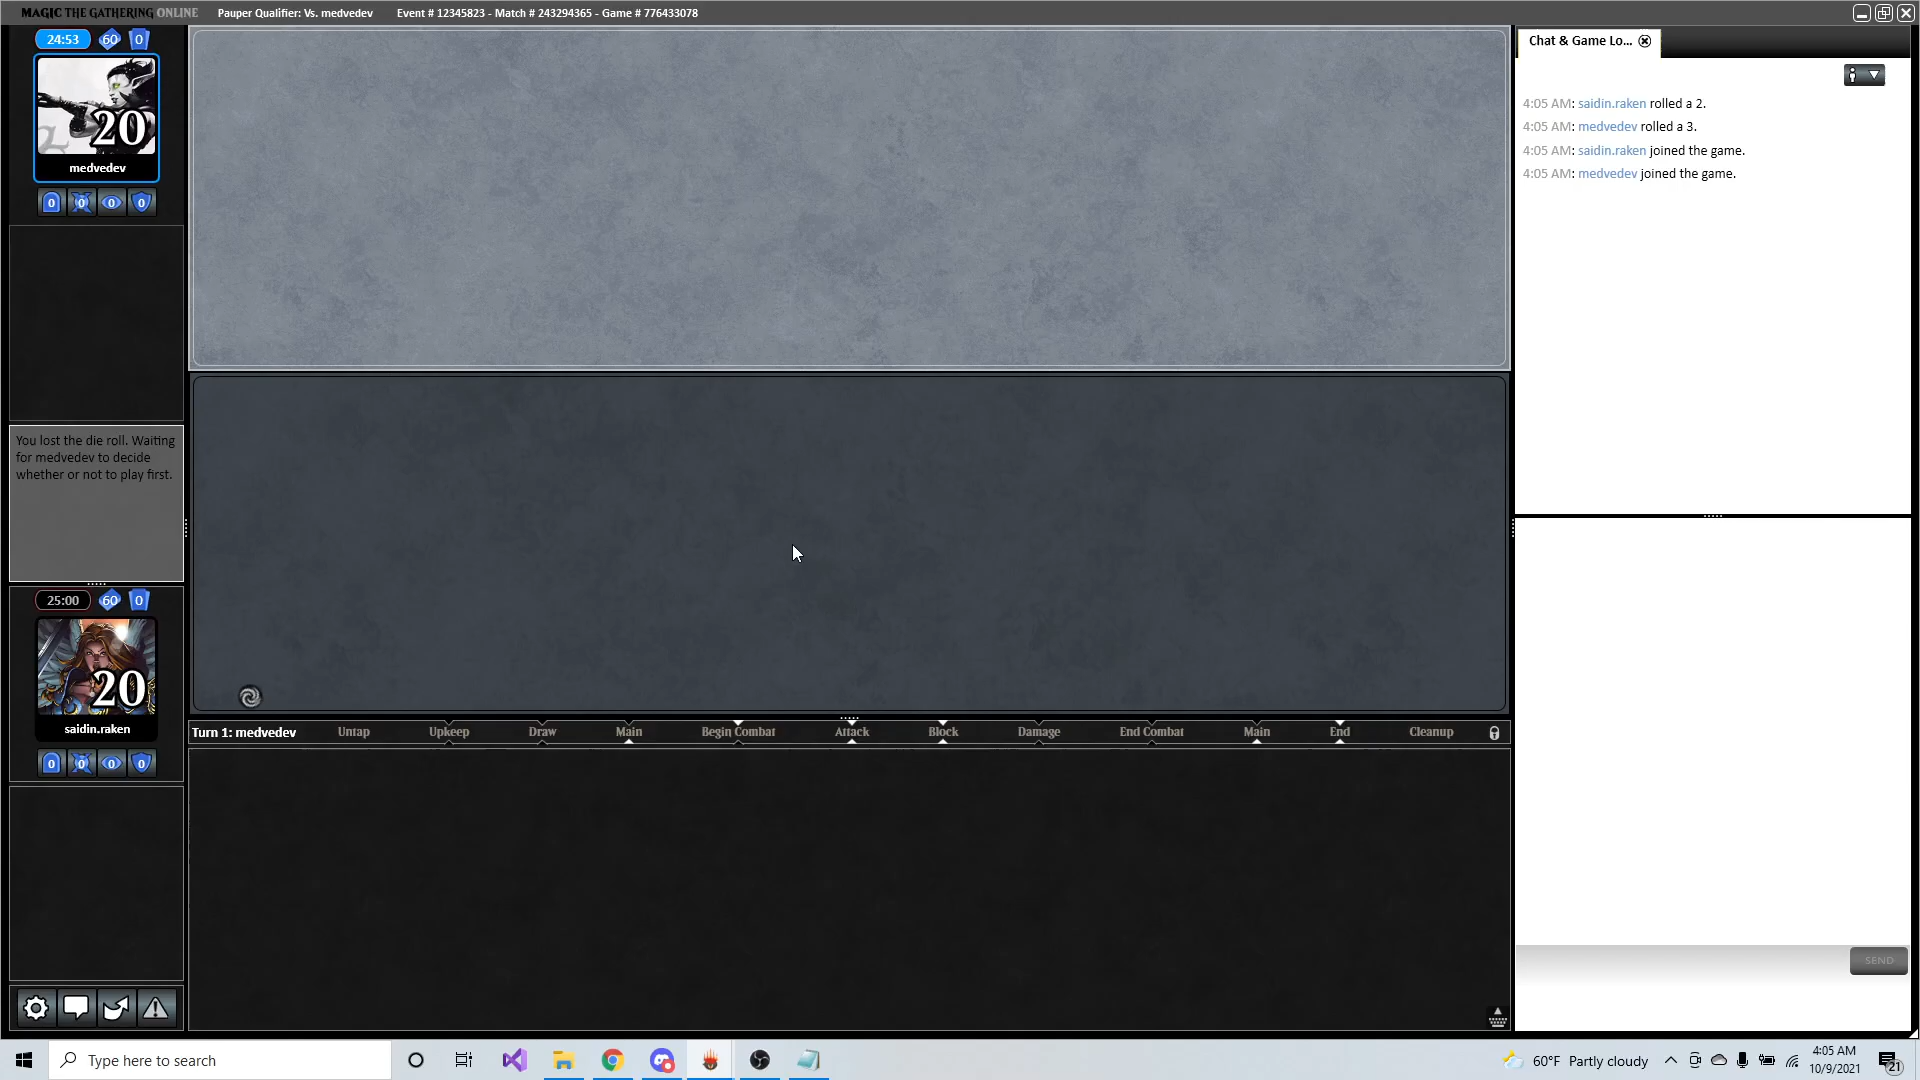 MAGIC THE GATHERING ONLINE Pauper Qualifier: Vs. medvedev Event # 12345823 - Match # 243294365 - Game # 776433078
24:53 60 0
20
medvedev
0 0 0 0
You lost the die roll. Waiting
for medvedev to decide
whether or not to play first.
25:00 60 0
20
saidin.raken
0 0 0 0
Turn 1: medvedev Untap Upkeep Draw Main Begin Combat Attack Block Damage End Combat Main End Cleanup
Chat & Game Lo...
4:05 AM: saidin.raken rolled a 2.
4:05 AM: medvedev rolled a 3.
4:05 AM: saidin.raken joined the game.
4:05 AM: medvedev joined the game.
SEND
Type here to search
60°F Partly cloudy
4:05 AM
10/9/2021
21